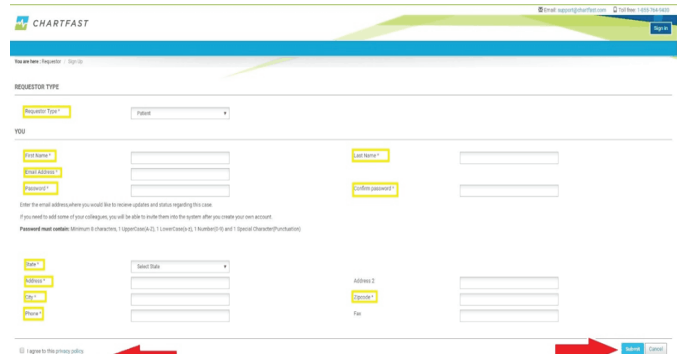 Email: support@chartfast.com Toll free: 1-855-764-9430
CHARTFAST
Sign In
You are here : Requestor / Sign Up
REQUESTOR TYPE
Requestor Type * Patient
YOU
First Name * Last Name *
Email Address *
Password * Confirm password *
Enter the email address,where you would like to recieve updates and status regarding this case.
If you need to add some of your colleagues, you will be able to invite them into the system after you create your own account.
Password must contain: Minimum 8 characters, 1 UpperCase(A-Z), 1 LowerCase(a-z), 1 Number(0-9) and 1 Special Character(Punctuation)
State * Select State
Address * Address 2
City * Zipcode *
Phone * Fax
I agree to this privacy policy. Submit Cancel